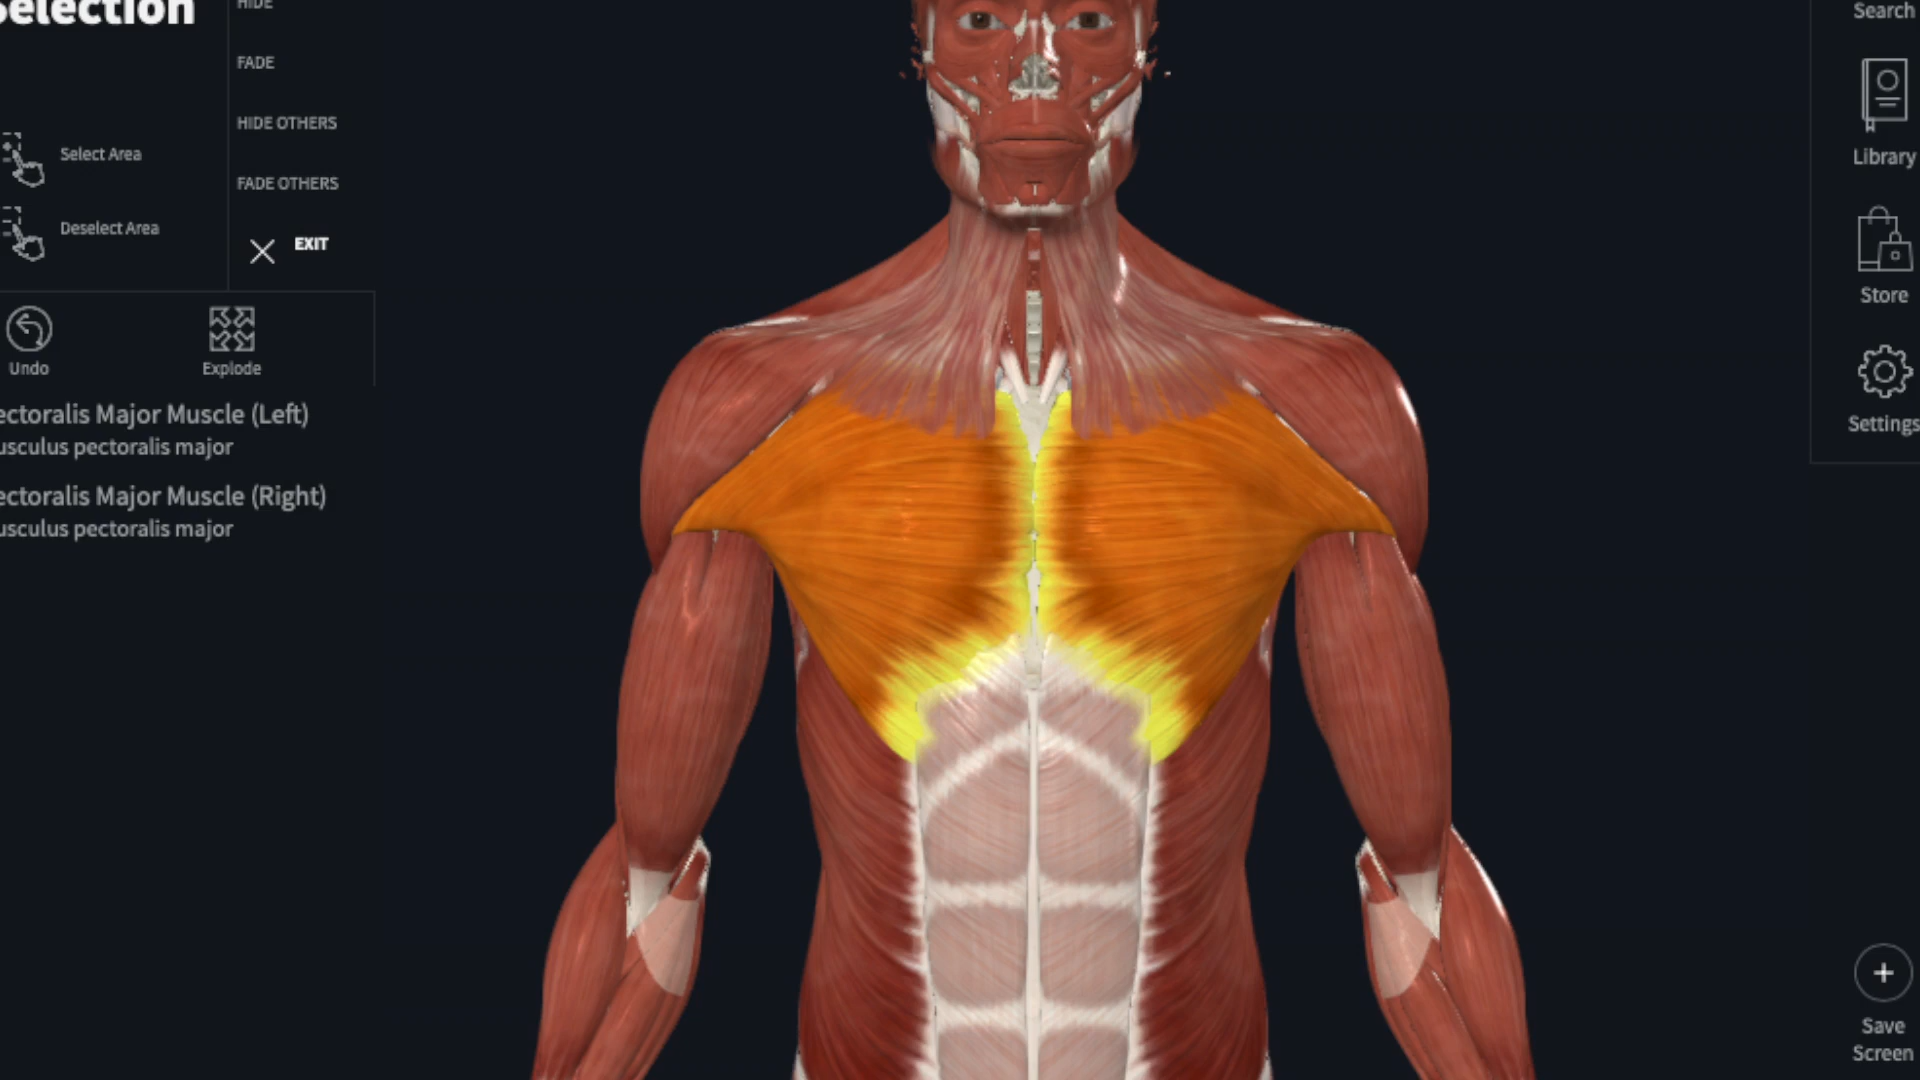 Selection
HIDE
FADE
HIDE OTHERS
FADE OTHERS
EXIT
Select Area
Deselect Area
Undo
Explode
ectoralis Major Muscle (Left)
usculus pectoralis major
ectoralis Major Muscle (Right)
usculus pectoralis major
Search
Library
Store
Settings
Save
Screen